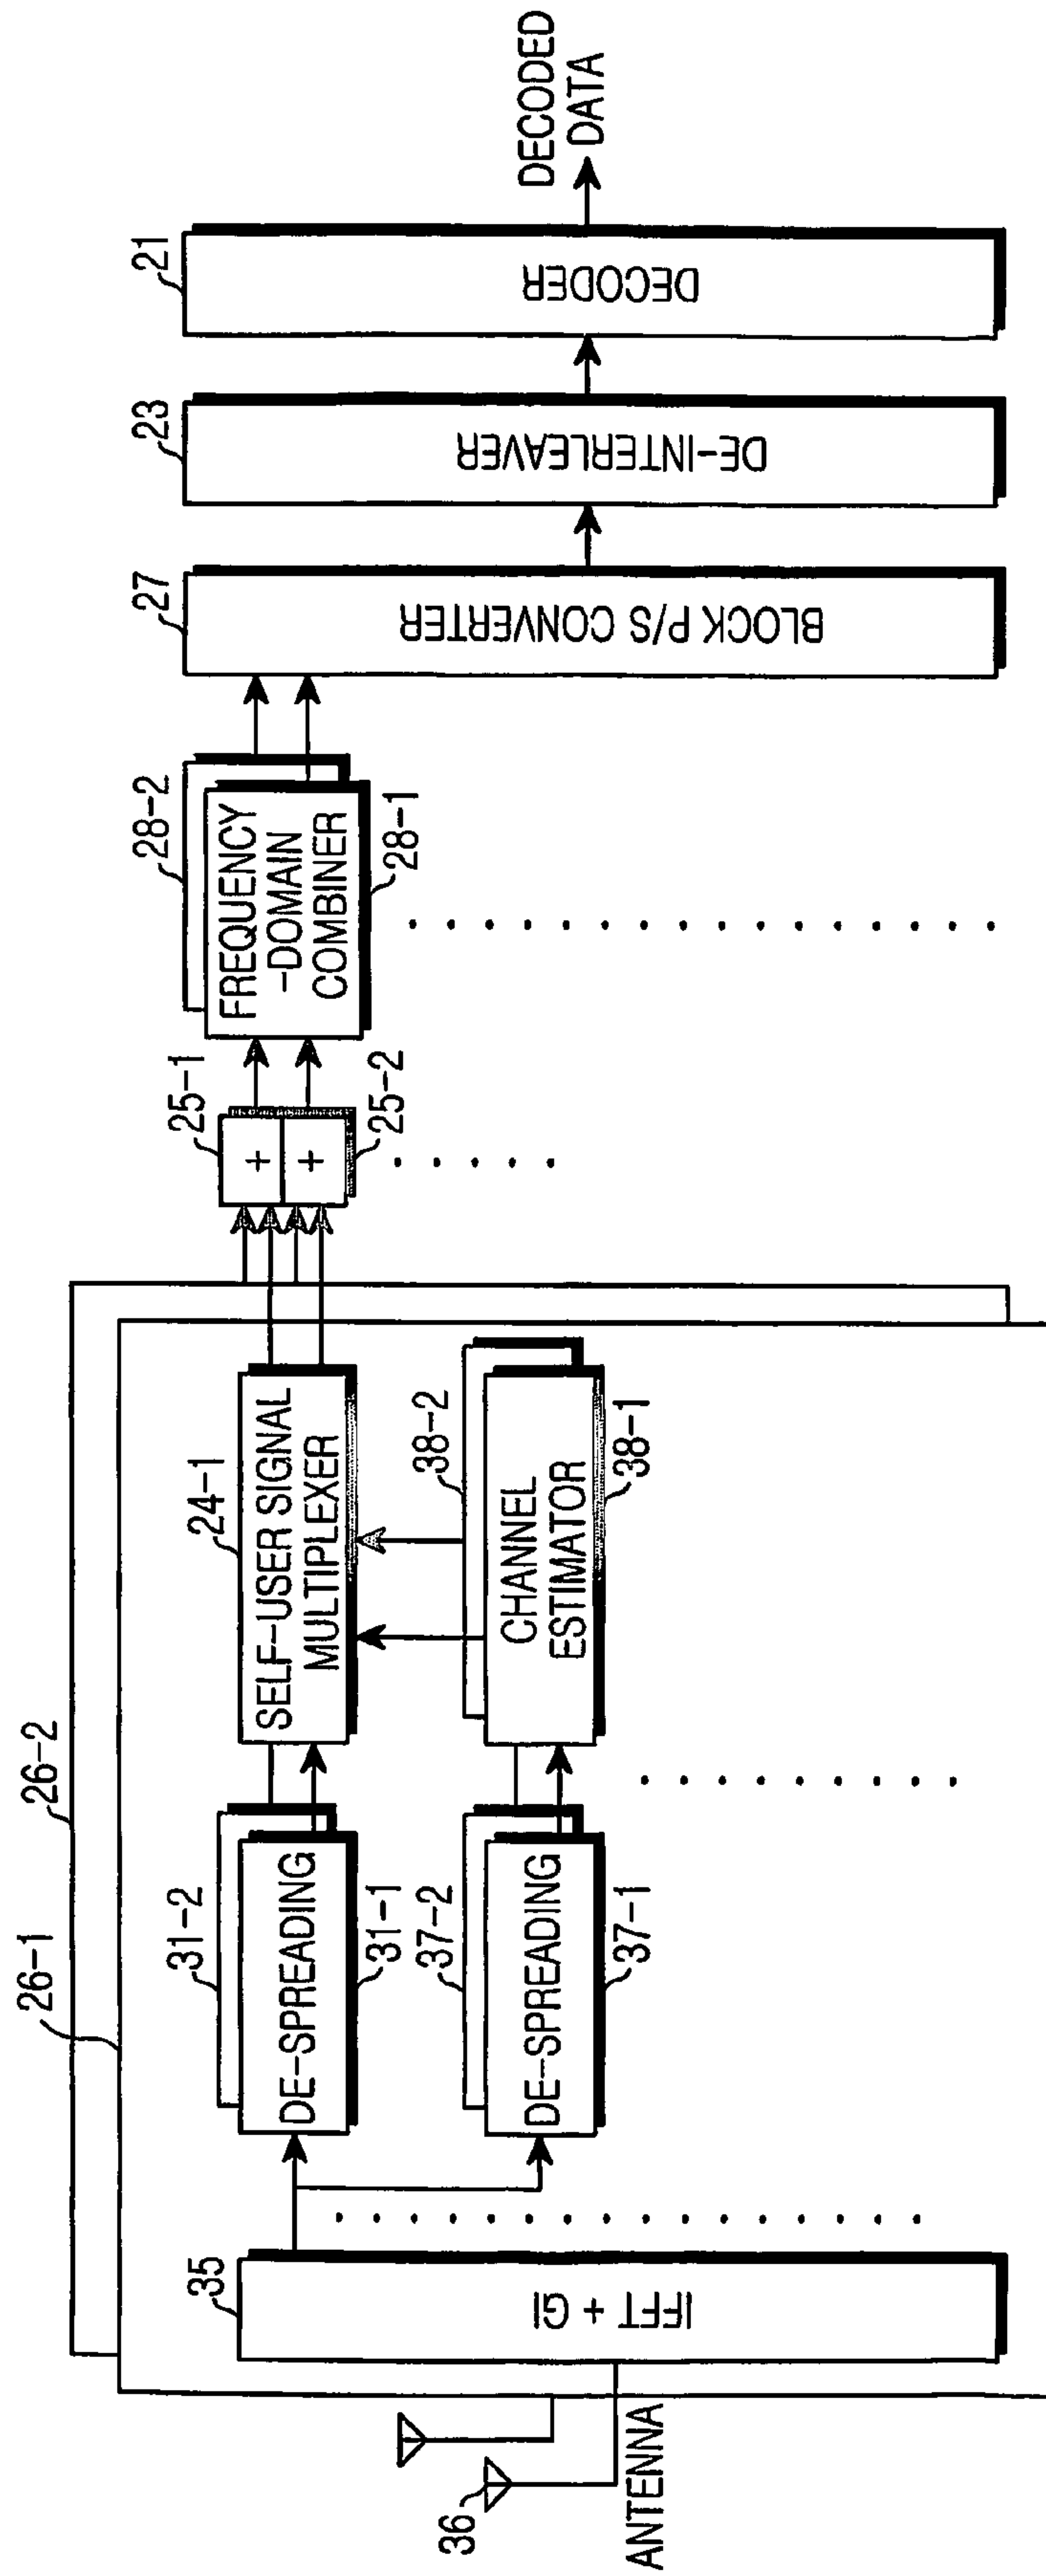 26-1
26-2
36
ANTENNA
35
IFFT + GI
31-2
DE-SPREADING
31-1
37-2
DE-SPREADING
37-1
24-1
SELF-USER SIGNAL
MULTIPLEXER
38-2
CHANNEL
ESTIMATOR
38-1
25-1
+
+
25-2
28-2
FREQUENCY
-DOMAIN
COMBINER
28-1
27
BLOCK P/S CONVERTER
23
DE-INTERLEAVER
21
DECODER
DECODED
DATA